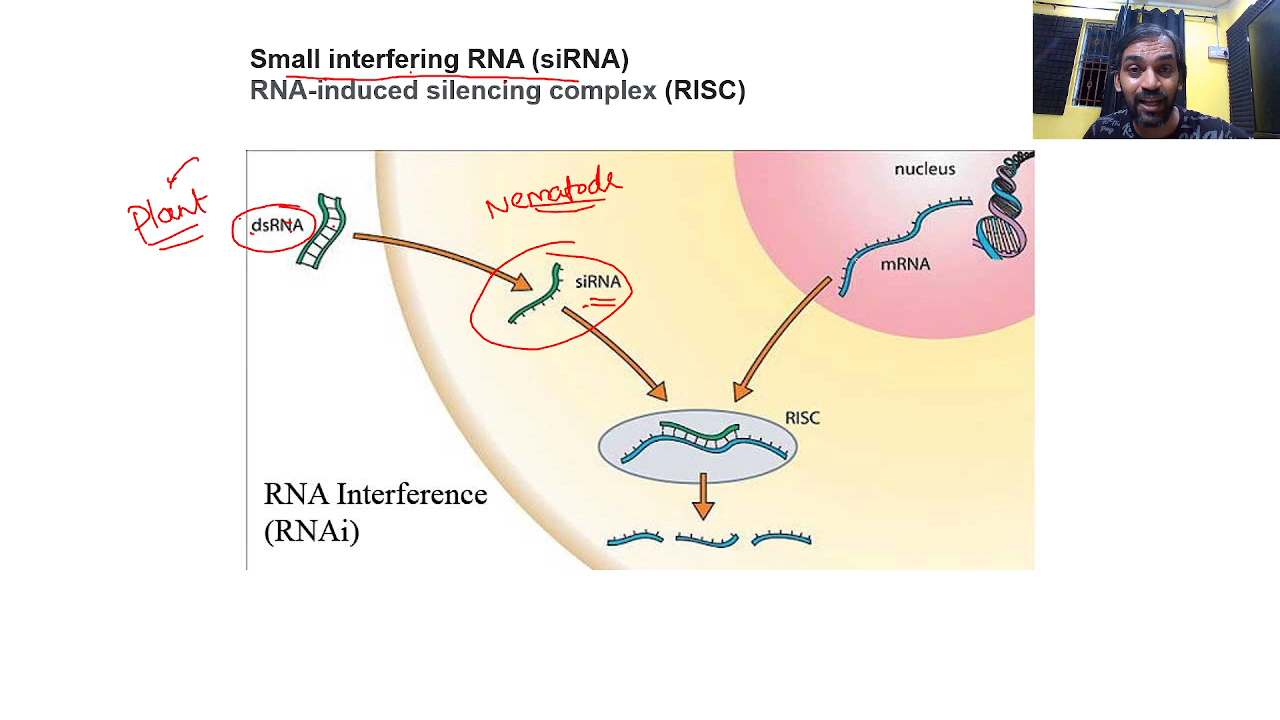 Small interfering RNA (siRNA)
RNA-induced silencing complex (RISC)
Plant
dsRNA
Nematode
siRNA
nucleus
mRNA
RISC
RNA Interference
(RNAi)